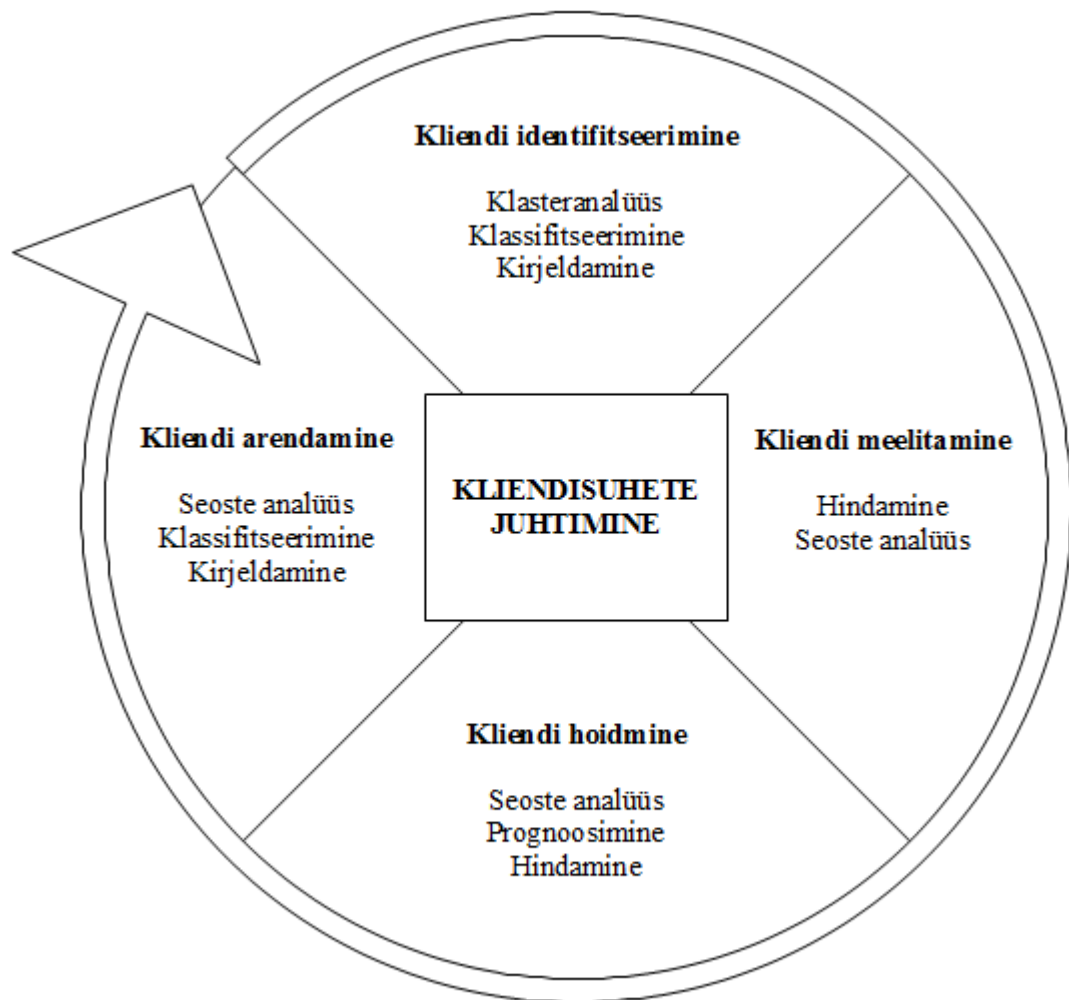 Kliendi identifitseerimine
Klasteranalüüs
Klassifitseerimine
Kirjeldamine
Kliendi meelitamine
Hindamine
Seoste analüüs
Kliendi hoidmine
Seoste analüüs
Prognoosimine
Hindamine
Kliendi arendamine
Seoste analüüs
Klassifitseerimine
Kirjeldamine
KLIENDISUHETE
JUHTIMINE